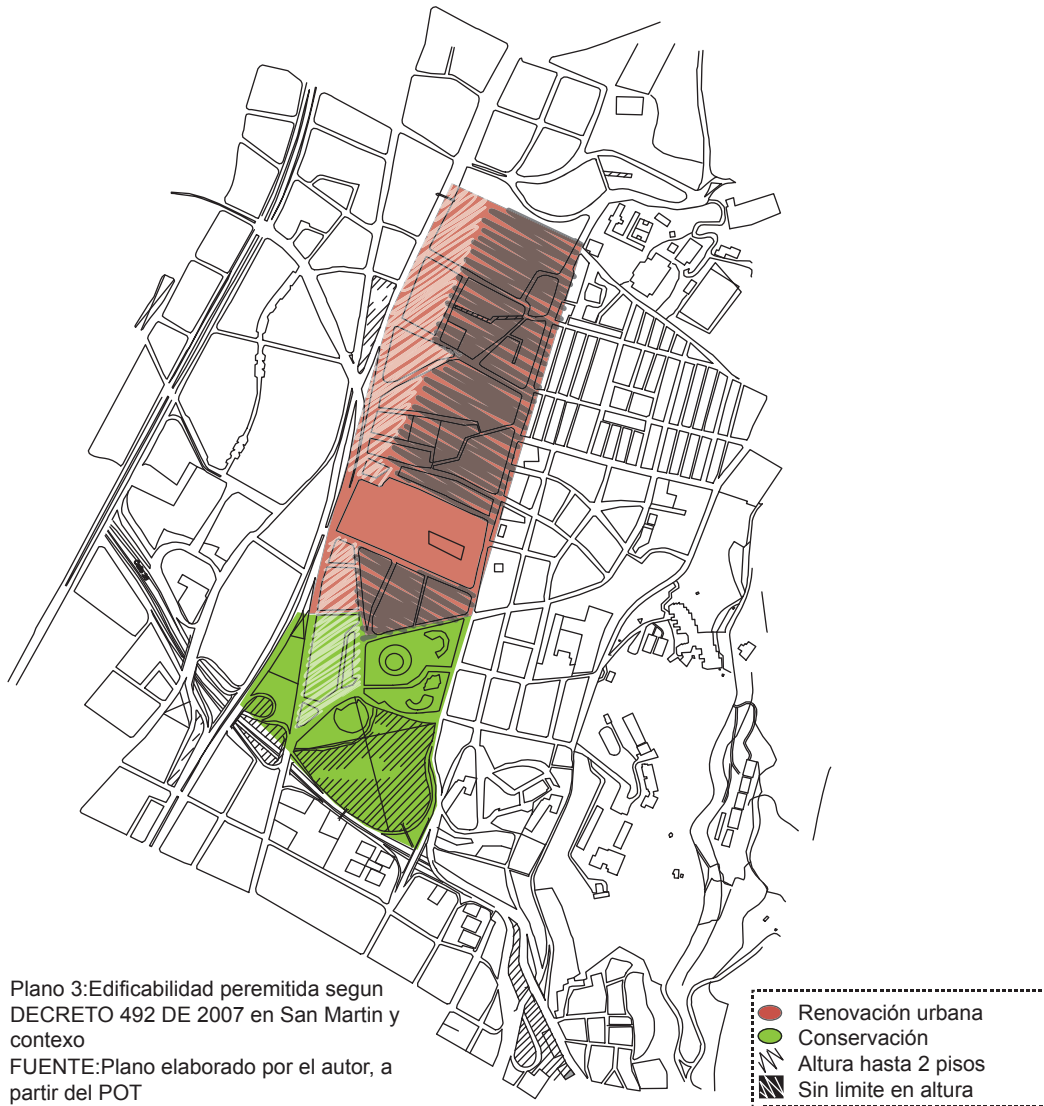 Plano 3:Edificabilidad peremitida segun
DECRETO 492 DE 2007 en San Martin y
contexo
FUENTE:Plano elaborado por el autor, a
partir del POT
Renovación urbana
Conservación
Altura hasta 2 pisos
Sin limite en altura